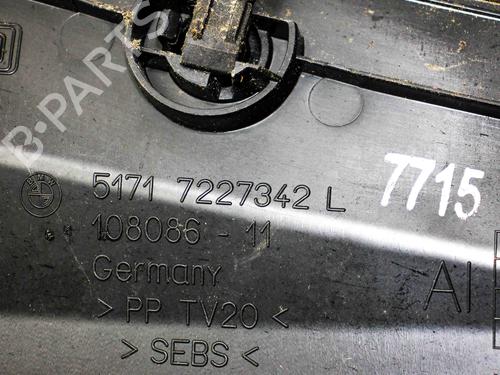 B-PARTS
5171 7227342 L
7715
108086 - 11
Germany
AI
> PP TV20 <
> SEBS <